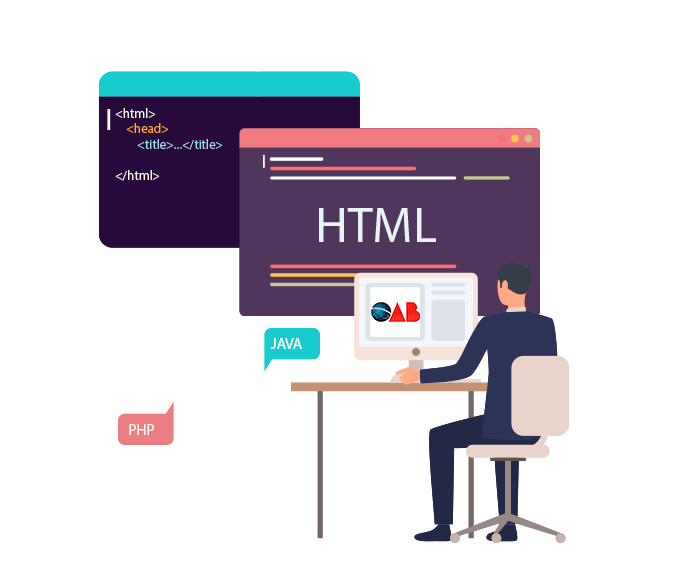 <html>
<head>
<title>...</title>
</html>
HTML
OAB
JAVA
PHP